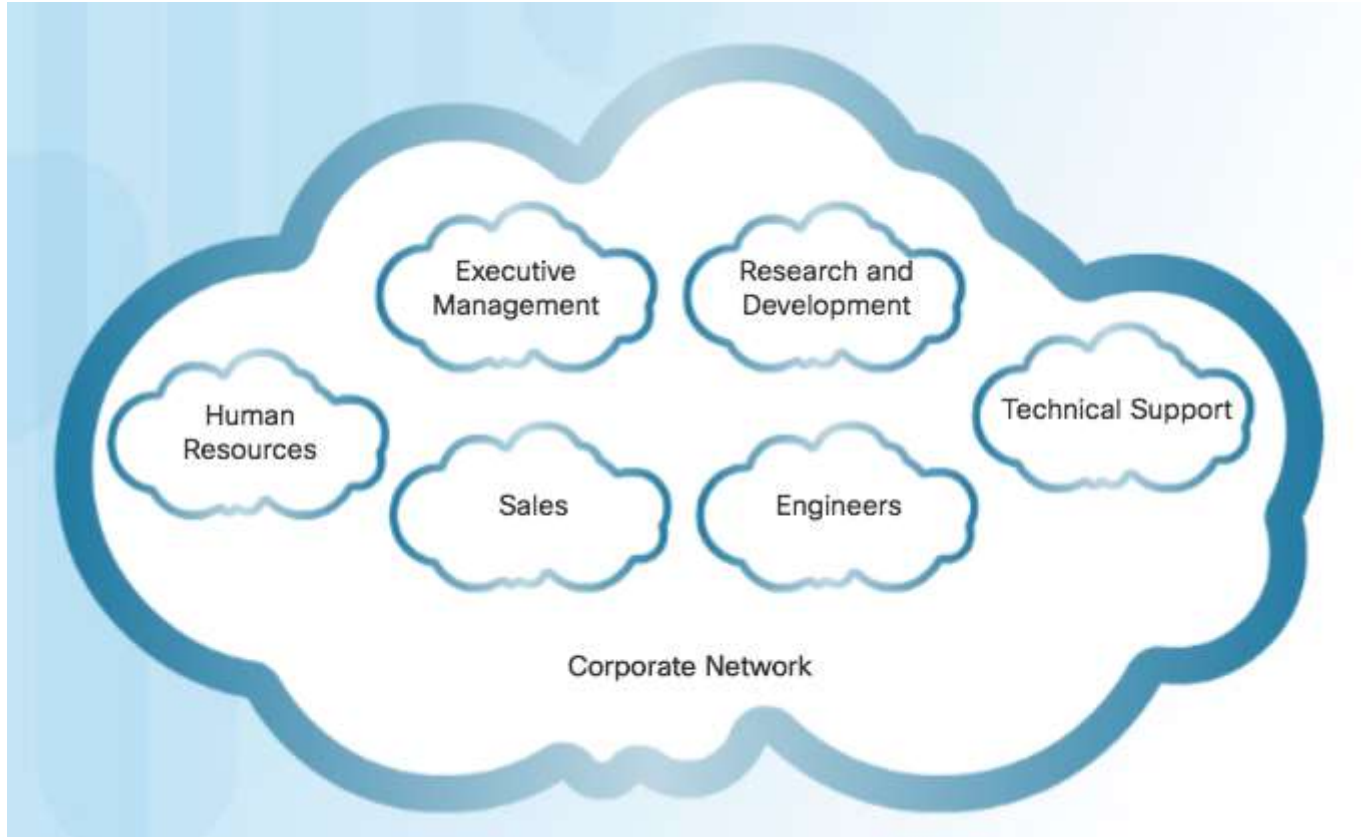 Executive
Management
Research and
Development
Human
Resources
Technical Support
Sales
Engineers
Corporate Network